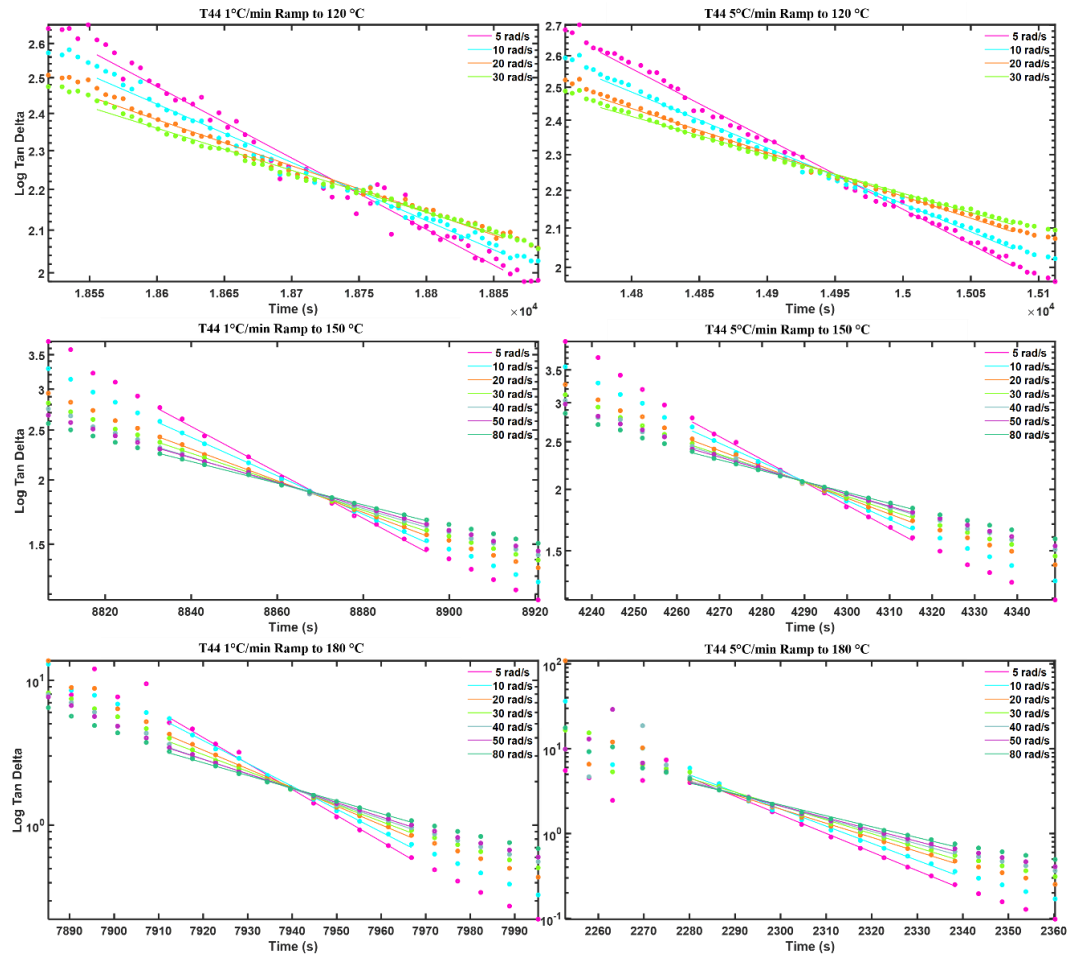 T44 1°C/min Ramp to 120 °C
Log Tan Delta
2.6
2.5
2.4
2.3
2.2
2.1
2
5 rad/s
10 rad/s
20 rad/s
30 rad/s
1.855
1.86
1.865
1.87
1.875
1.88
1.885
Time (s)
×10⁴
T44 5°C/min Ramp to 120 °C
2.7
2.6
2.5
2.4
2.3
2.2
2.1
2
5 rad/s
10 rad/s
20 rad/s
30 rad/s
1.48
1.485
1.49
1.495
1.5
1.505
1.51
Time (s)
×10⁴
T44 1°C/min Ramp to 150 °C
Log Tan Delta
3.5
3
2.5
2
1.5
5 rad/s
10 rad/s
20 rad/s
30 rad/s
40 rad/s
50 rad/s
80 rad/s
8820
8840
8860
8880
8900
8920
Time (s)
T44 5°C/min Ramp to 150 °C
3.5
3
2.5
2
1.5
5 rad/s
10 rad/s
20 rad/s
30 rad/s
40 rad/s
50 rad/s
80 rad/s
4240
4250
4260
4270
4280
4290
4300
4310
4320
4330
4340
Time (s)
T44 1°C/min Ramp to 180 °C
Log Tan Delta
10¹
10⁰
5 rad/s
10 rad/s
20 rad/s
30 rad/s
40 rad/s
50 rad/s
80 rad/s
7890
7900
7910
7920
7930
7940
7950
7960
7970
7980
7990
Time (s)
T44 5°C/min Ramp to 180 °C
10²
10¹
10⁰
10⁻¹
5 rad/s
10 rad/s
20 rad/s
30 rad/s
40 rad/s
50 rad/s
80 rad/s
2260
2270
2280
2290
2300
2310
2320
2330
2340
2350
2360
Time (s)